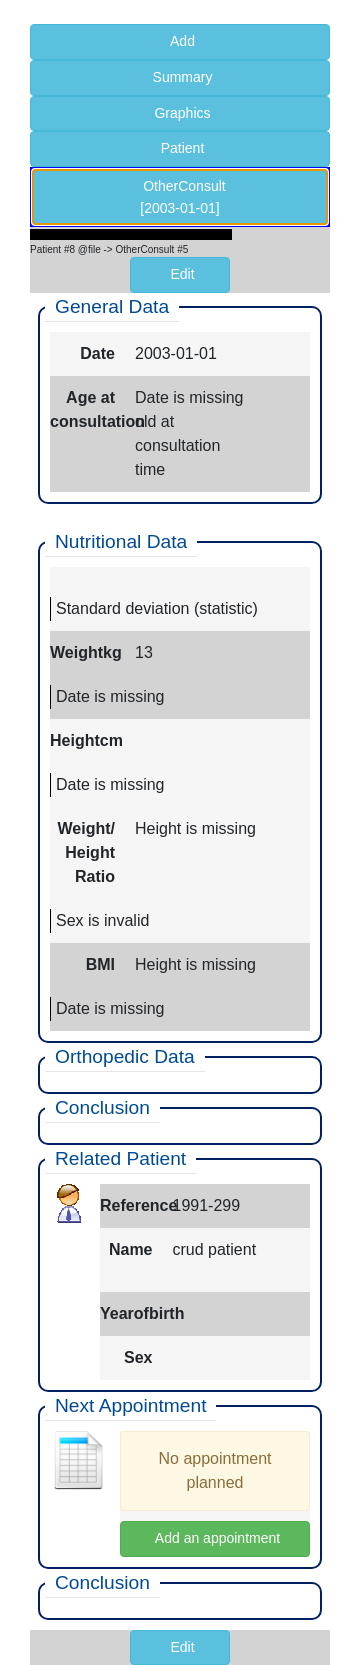 Add
Summary
Graphics
Patient
OtherConsult
[2003-01-01]
Patient #8 @file -> OtherConsult #5
Edit
General Data
Date 2003-01-01
Age at Date is missing
consultation old at
consultation
time
Nutritional Data
Standard deviation (statistic)
Weightkg 13
Date is missing
Heightcm
Date is missing
Weight/ Height is missing
Height
Ratio
Sex is invalid
BMI Height is missing
Date is missing
Orthopedic Data
Conclusion
Related Patient
Reference 1991-299
Name crud patient
Yearofbirth
Sex
Next Appointment
No appointment
planned
Add an appointment
Conclusion
Edit